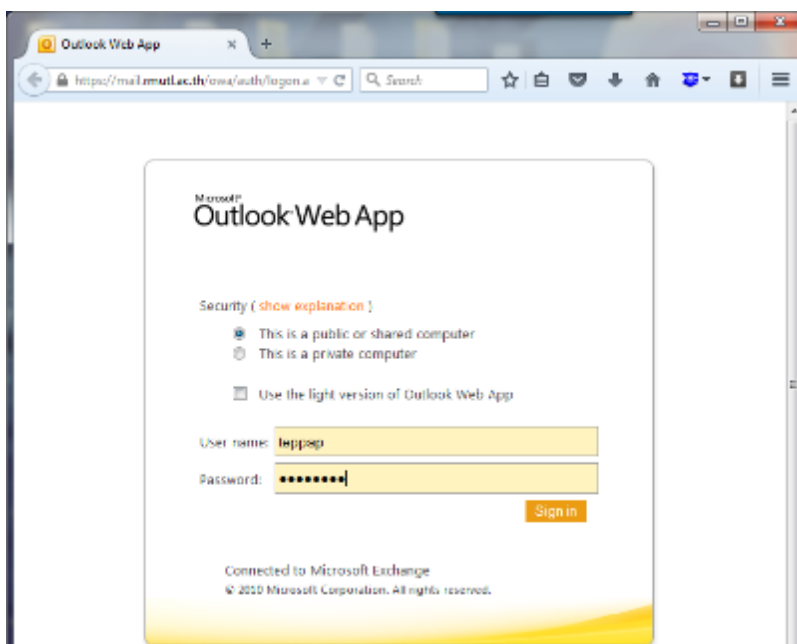 Outlook Web App
https://mail.rmutl.ac.th/owa/auth/logon.a
Search
Microsoft®
Outlook Web App
Security ( show explanation )
This is a public or shared computer
This is a private computer
Use the light version of Outlook Web App
User name: teppap
Password: ••••••••
Sign in
Connected to Microsoft Exchange
© 2010 Microsoft Corporation. All rights reserved.